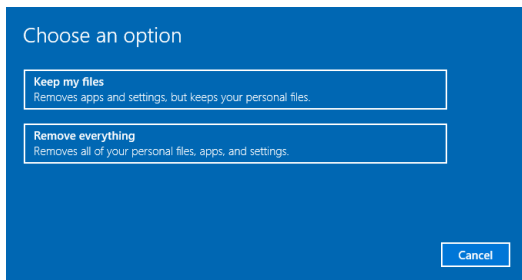 Choose an option
Keep my files
Removes apps and settings, but keeps your personal files.
Remove everything
Removes all of your personal files, apps, and settings.
Cancel